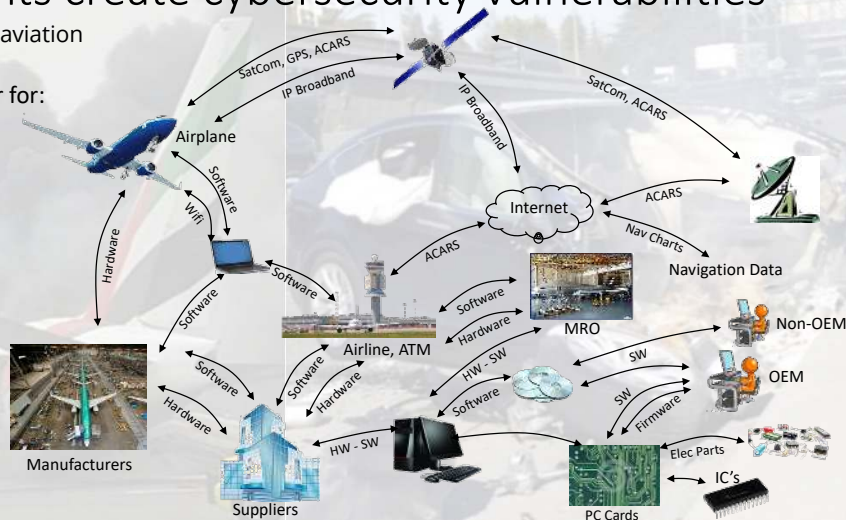 ts create cybersecurity vulnerabilities
aviation
r for:
SatCom, GPS, ACARS
IP Broadband
IP Broadband
SatCom, ACARS
Airplane
Software
Wifi
Internet
ACARS
Nav Charts
ACARS
Hardware
Navigation Data
Software
Software
Software
Hardware
MRO
Non-OEM
Airline, ATM
SW
HW - SW
Software
OEM
Software
Hardware
Software
Hardware
SW
Firmware
Manufacturers
HW - SW
Elec Parts
IC's
Suppliers
PC Cards